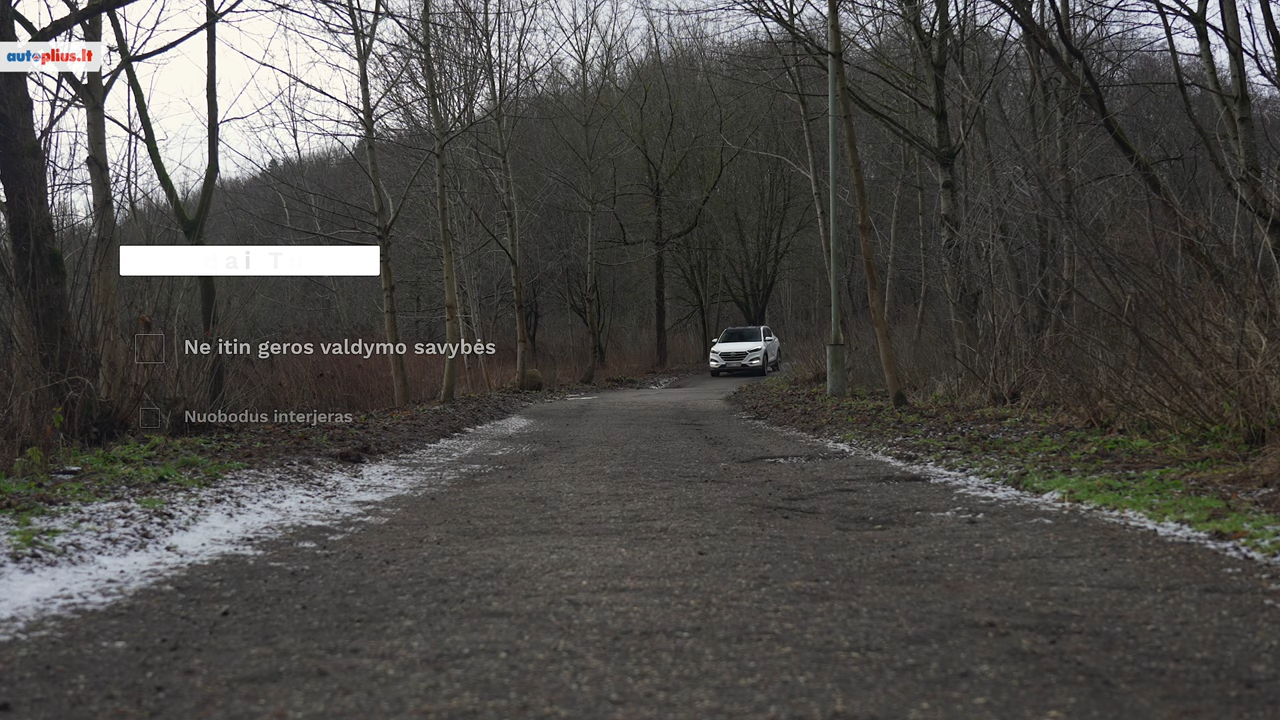 autoplius.lt
Ne itin geros valdymo savybės
Nuobodus interjeras